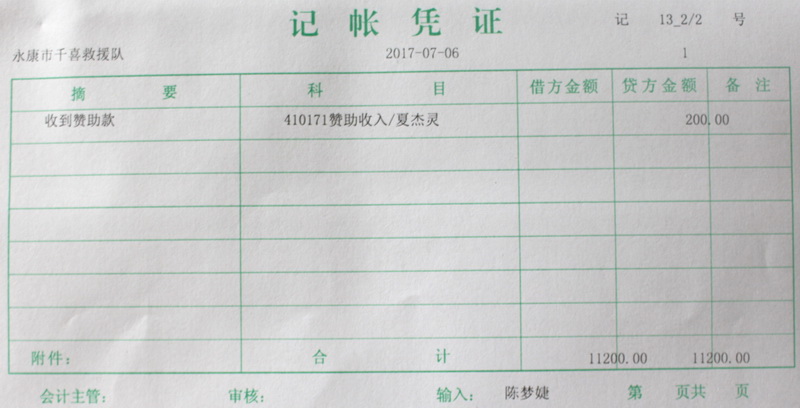 记帐凭证
记 13_2/2 号
永康市千喜救援队 2017-07-06 1
摘要 科目 借方金额 贷方金额 备注
收到赞助款 410171赞助收入/夏杰灵 200.00
附件: 合计 11200.00 11200.00
会计主管: 审核: 输入: 陈梦婕 第 页共 页